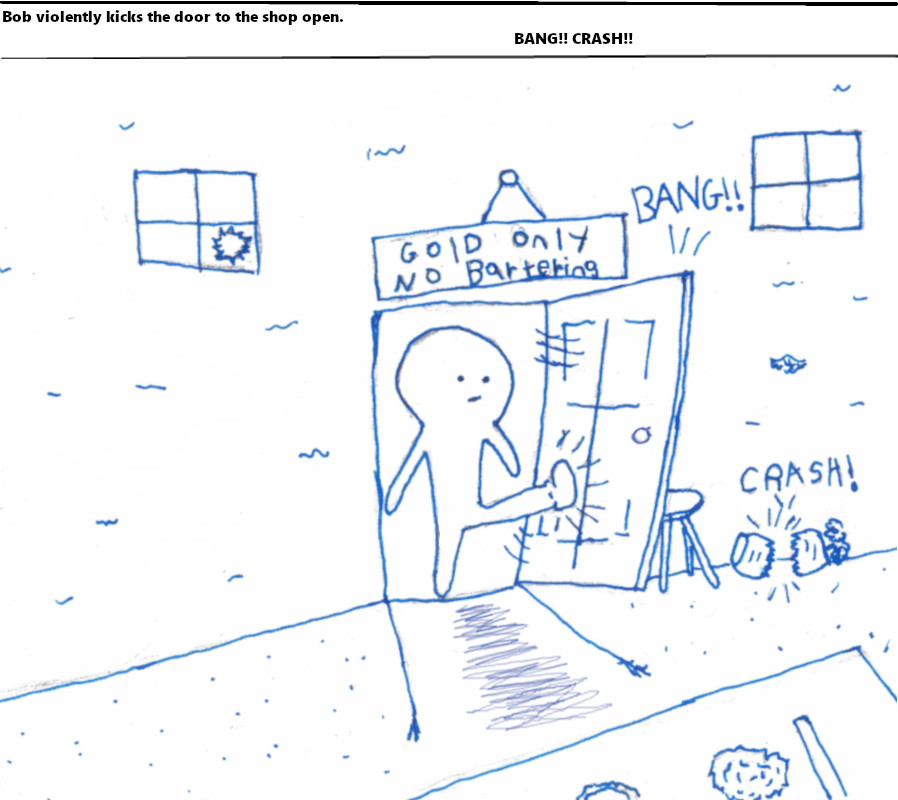 Bob violently kicks the door to the shop open.
BANG!! CRASH!!
BANG!!
GOlD Only
NO Bartering
CRASH!